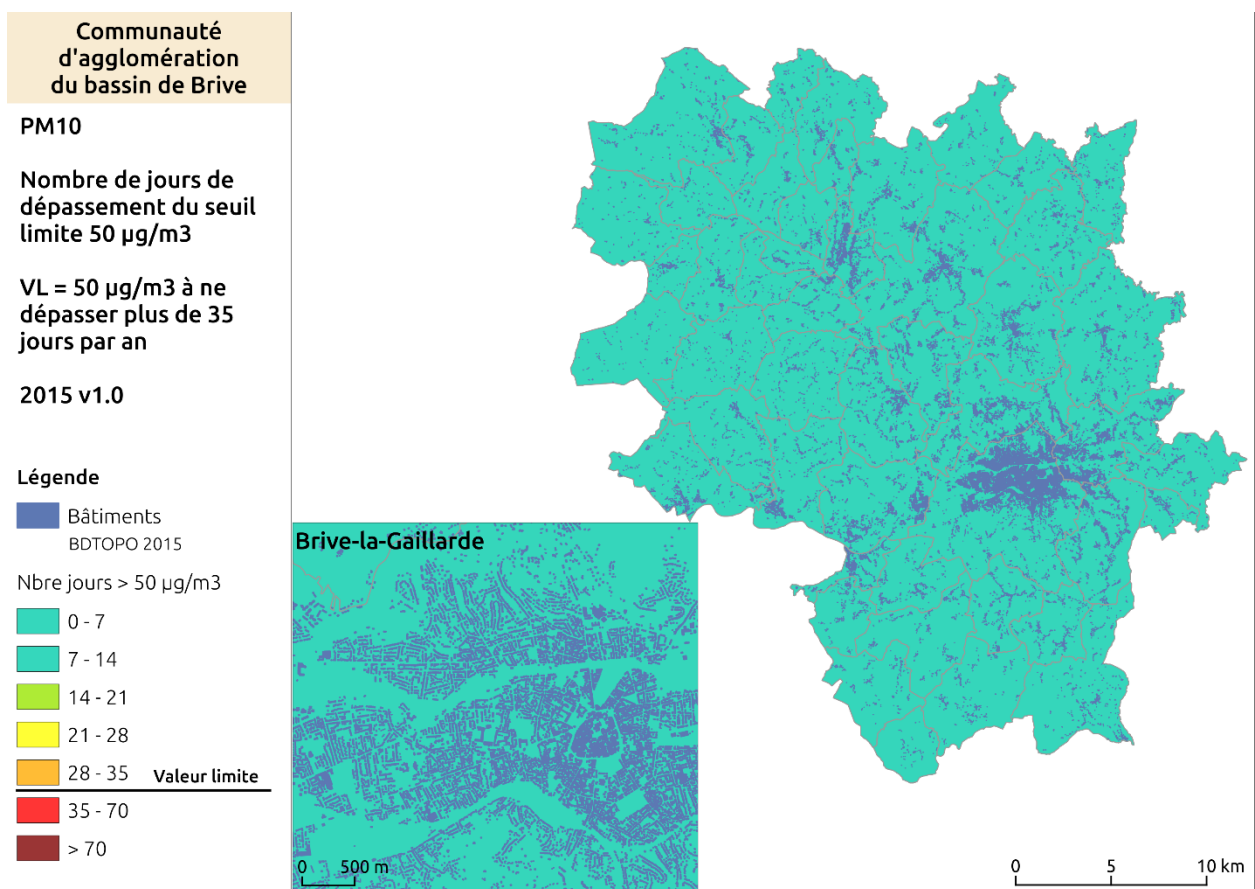 Communauté
d'agglomération
du bassin de Brive
PM10
Nombre de jours de
dépassement du seuil
limite 50 µg/m3
VL = 50 µg/m3 à ne
dépasser plus de 35
jours par an
2015 v1.0
Légende
Bâtiments
BDTOPO 2015
Nbre jours > 50 µg/m3
0 - 7
7 - 14
14 - 21
21 - 28
28 - 35 Valeur limite
35 - 70
> 70
Brive-la-Gaillarde
0 500 m
0 5 10 km